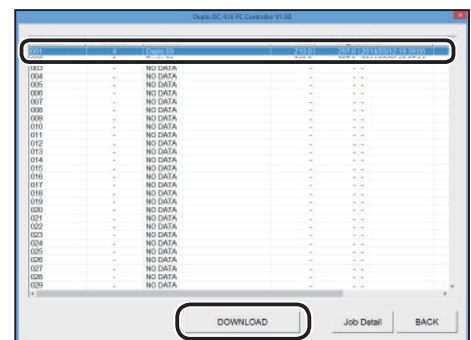 Duplo DC-616 PC Controller V1.20
001 4 Duplo 03 210.0 297.0 2014/03/12 19:39:05
003 - NO DATA - - -
004 - NO DATA - - -
005 - NO DATA - - -
006 - NO DATA - - -
007 - NO DATA - - -
008 - NO DATA - - -
009 - NO DATA - - -
010 - NO DATA - - -
011 - NO DATA - - -
012 - NO DATA - - -
013 - NO DATA - - -
014 - NO DATA - - -
015 - NO DATA - - -
016 - NO DATA - - -
017 - NO DATA - - -
018 - NO DATA - - -
019 - NO DATA - - -
020 - NO DATA - - -
021 - NO DATA - - -
022 - NO DATA - - -
023 - NO DATA - - -
024 - NO DATA - - -
025 - NO DATA - - -
026 - NO DATA - - -
027 - NO DATA - - -
028 - NO DATA - - -
029 - NO DATA - - -
DOWNLOAD Job Detail BACK